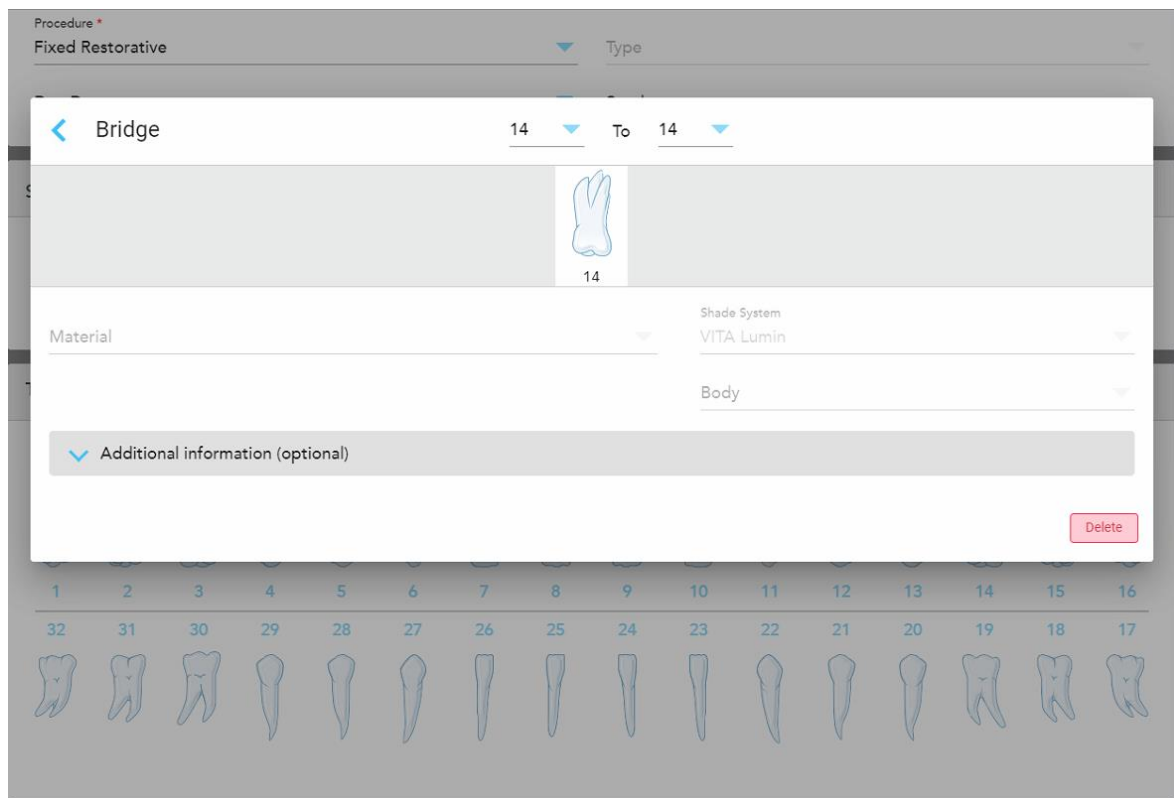 Procedure *
Fixed Restorative
Type
Bridge
14 To 14
14
Material
Shade System
VITA Lumin
Body
Additional information (optional)
Delete
1 2 3 4 5 6 7 8 9 10 11 12 13 14 15 16
32 31 30 29 28 27 26 25 24 23 22 21 20 19 18 17